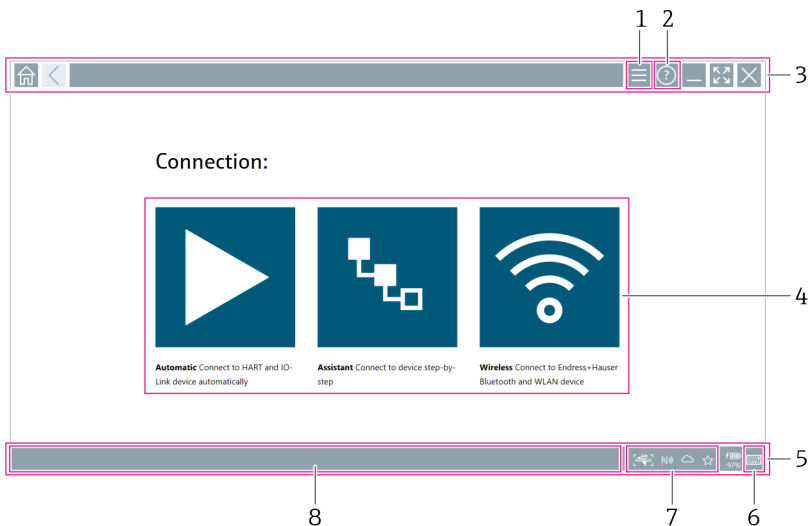 1 2
3
Connection:
4
Automatic Connect to HART and IO-
Link device automatically
Assistant Connect to device step-by-
step
Wireless Connect to Endress+Hauser
Bluetooth and WLAN device
97%
5
8 7 6